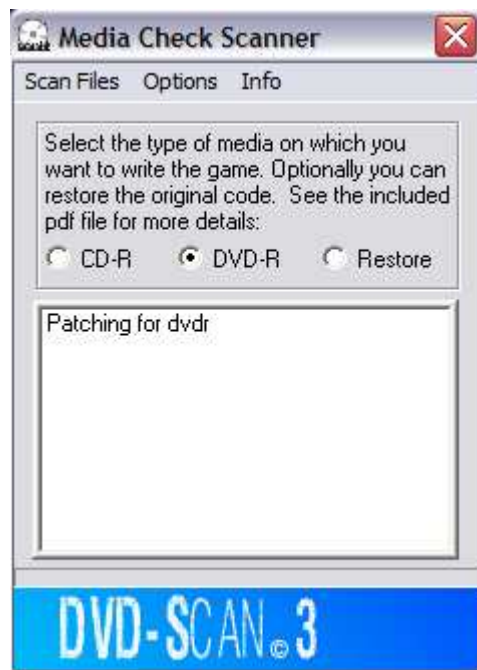 Media Check Scanner
Scan Files Options Info
Select the type of media on which you
want to write the game. Optionally you can
restore the original code. See the included
pdf file for more details:
CD-R DVD-R Restore
Patching for dvdr
DVD-SCAN© 3